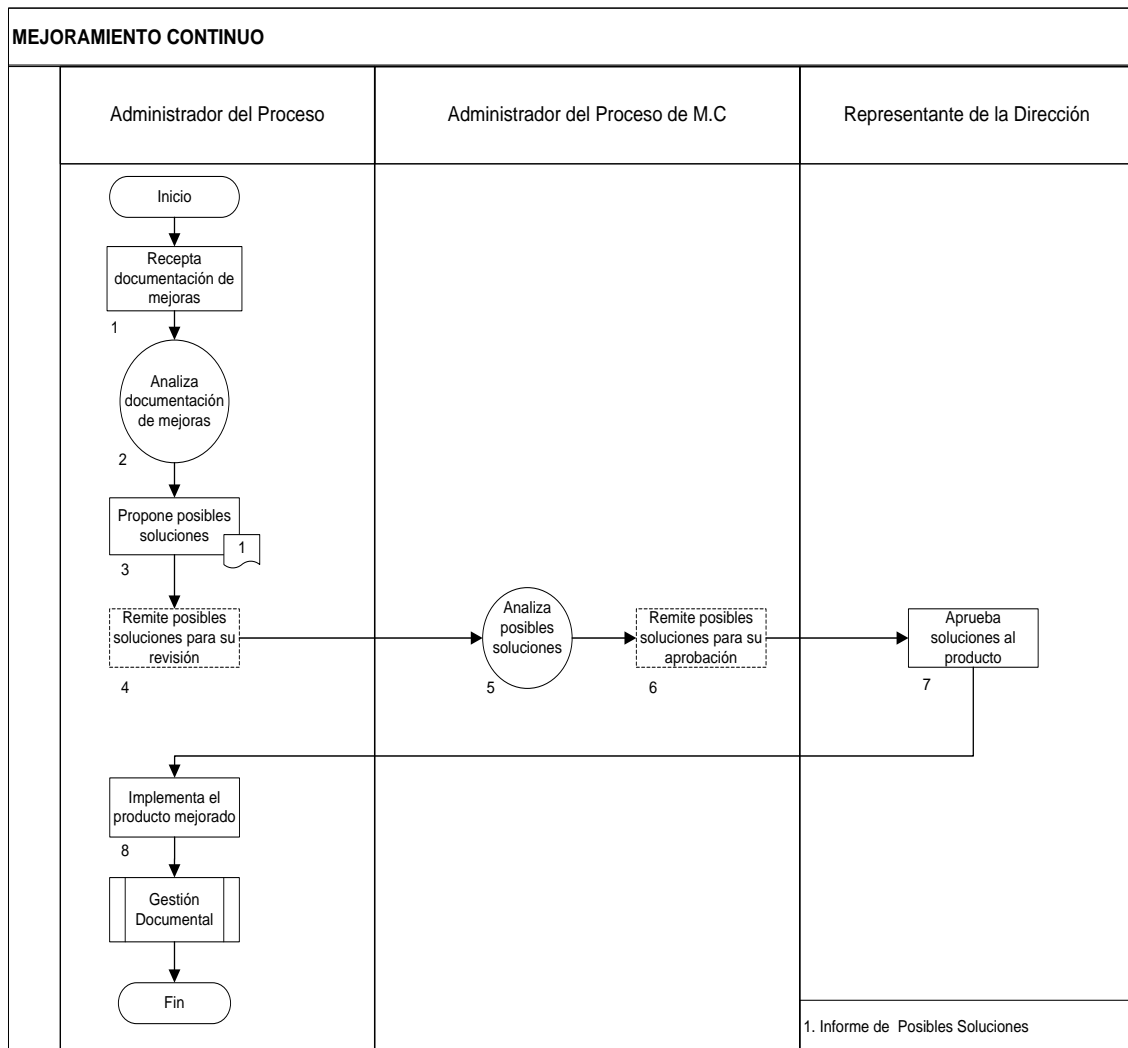 MEJORAMIENTO CONTINUO
Administrador del Proceso
Administrador del Proceso de M.C
Representante de la Dirección
Inicio
Recepta
documentación de
mejoras
1
Analiza
documentación
de mejoras
2
Propone posibles
soluciones
1
3
Remite posibles
soluciones para su
revisión
4
Analiza
posibles
soluciones
5
Remite posibles
soluciones para su
aprobación
6
Aprueba
soluciones al
producto
7
Implementa el
producto mejorado
8
Gestión
Documental
Fin
1. Informe de Posibles Soluciones